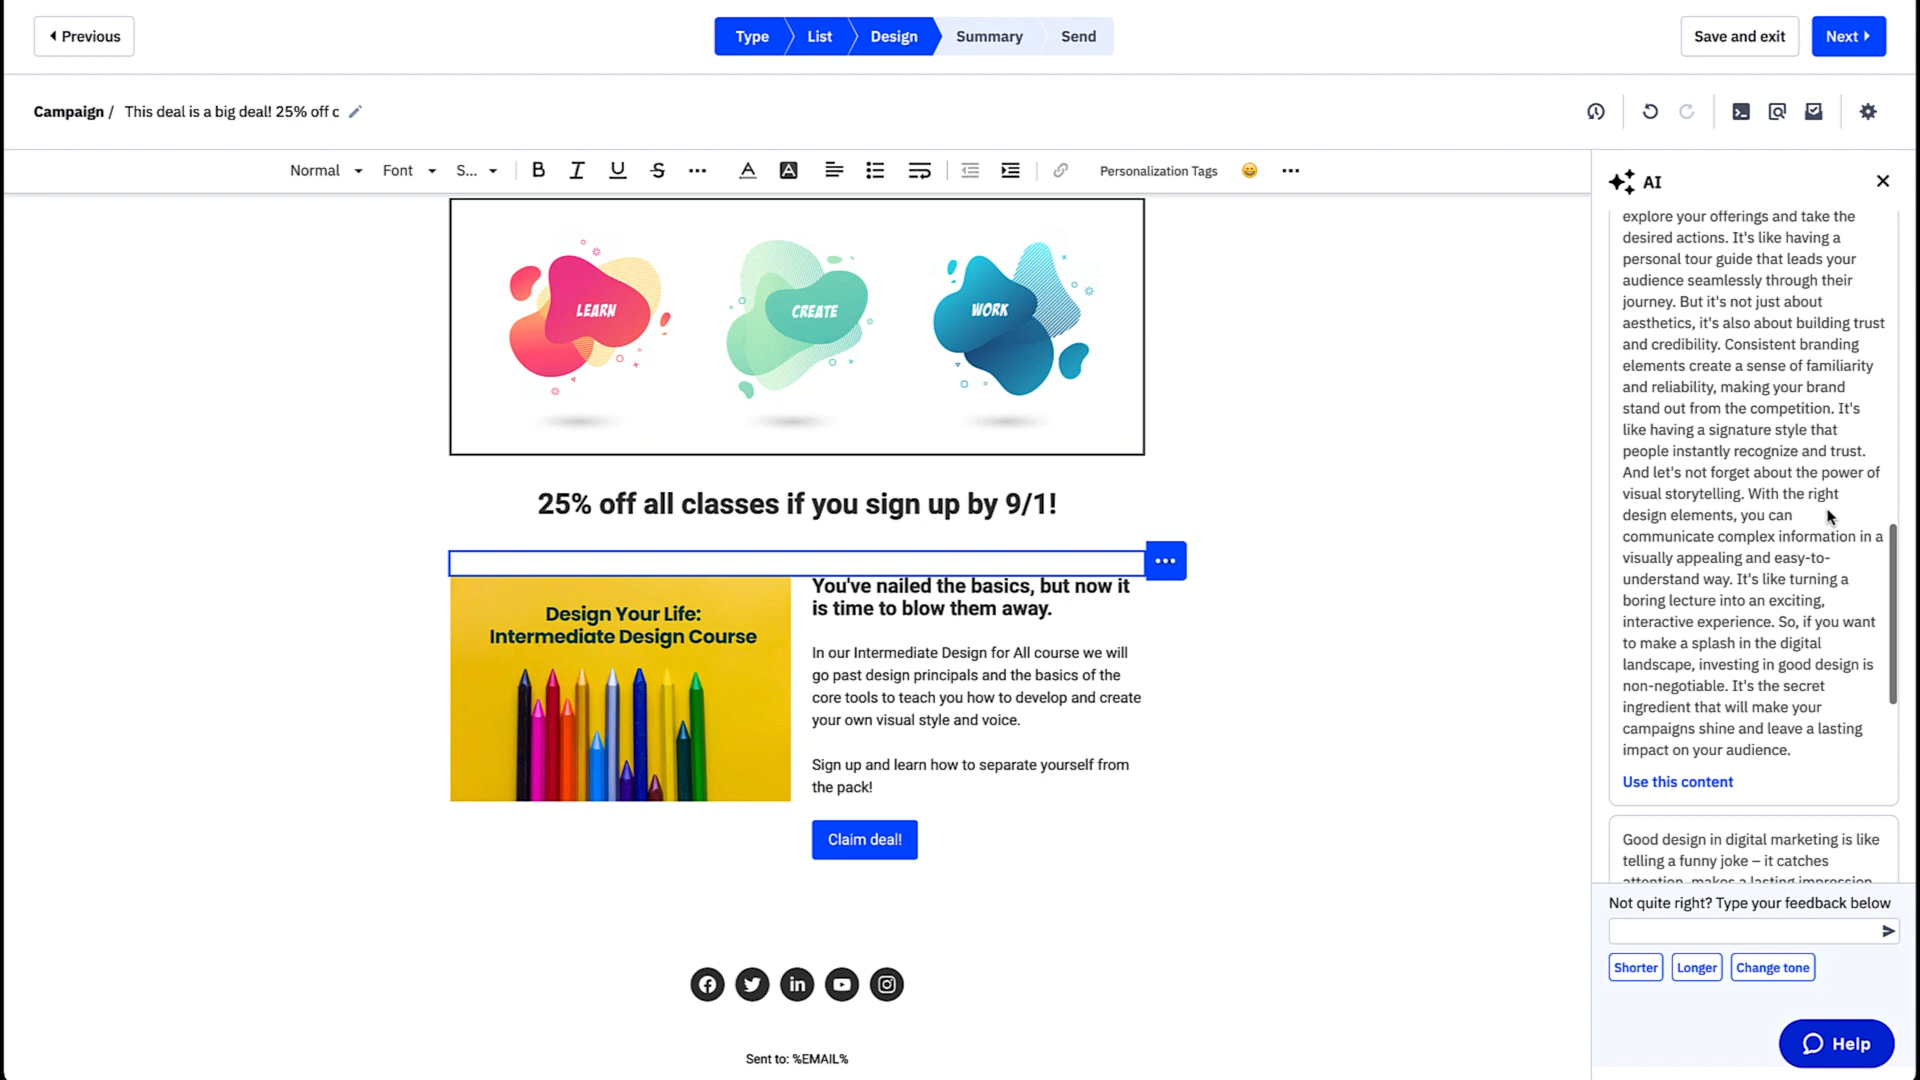 Previous
Type
List
Design
Summary
Send
Save and exit
Next
Campaign / This deal is a big deal! 25% off c
Normal
Font
S...
B
I
U
S
A
A
Personalization Tags
AI
LEARN
CREATE
WORK
25% off all classes if you sign up by 9/1!
Design Your Life:
Intermediate Design Course
You've nailed the basics, but now it
is time to blow them away.
In our Intermediate Design for All course we will
go past design principals and the basics of the
core tools to teach you how to develop and create
your own visual style and voice.
Sign up and learn how to separate yourself from
the pack!
Claim deal!
in
Sent to: %EMAIL%
explore your offerings and take the
desired actions. It's like having a
personal tour guide that leads your
audience seamlessly through their
journey. But it's not just about
aesthetics, it's also about building trust
and credibility. Consistent branding
elements create a sense of familiarity
and reliability, making your brand
stand out from the competition. It's
like having a signature style that
people instantly recognize and trust.
And let's not forget about the power of
visual storytelling. With the right
design elements, you can
communicate complex information in a
visually appealing and easy-to-
understand way. It's like turning a
boring lecture into an exciting,
interactive experience. So, if you want
to make a splash in the digital
landscape, investing in good design is
non-negotiable. It's the secret
ingredient that will make your
campaigns shine and leave a lasting
impact on your audience.
Use this content
Good design in digital marketing is like
telling a funny joke – it catches
attention, makes a lasting impression
Not quite right? Type your feedback below
Shorter
Longer
Change tone
Help